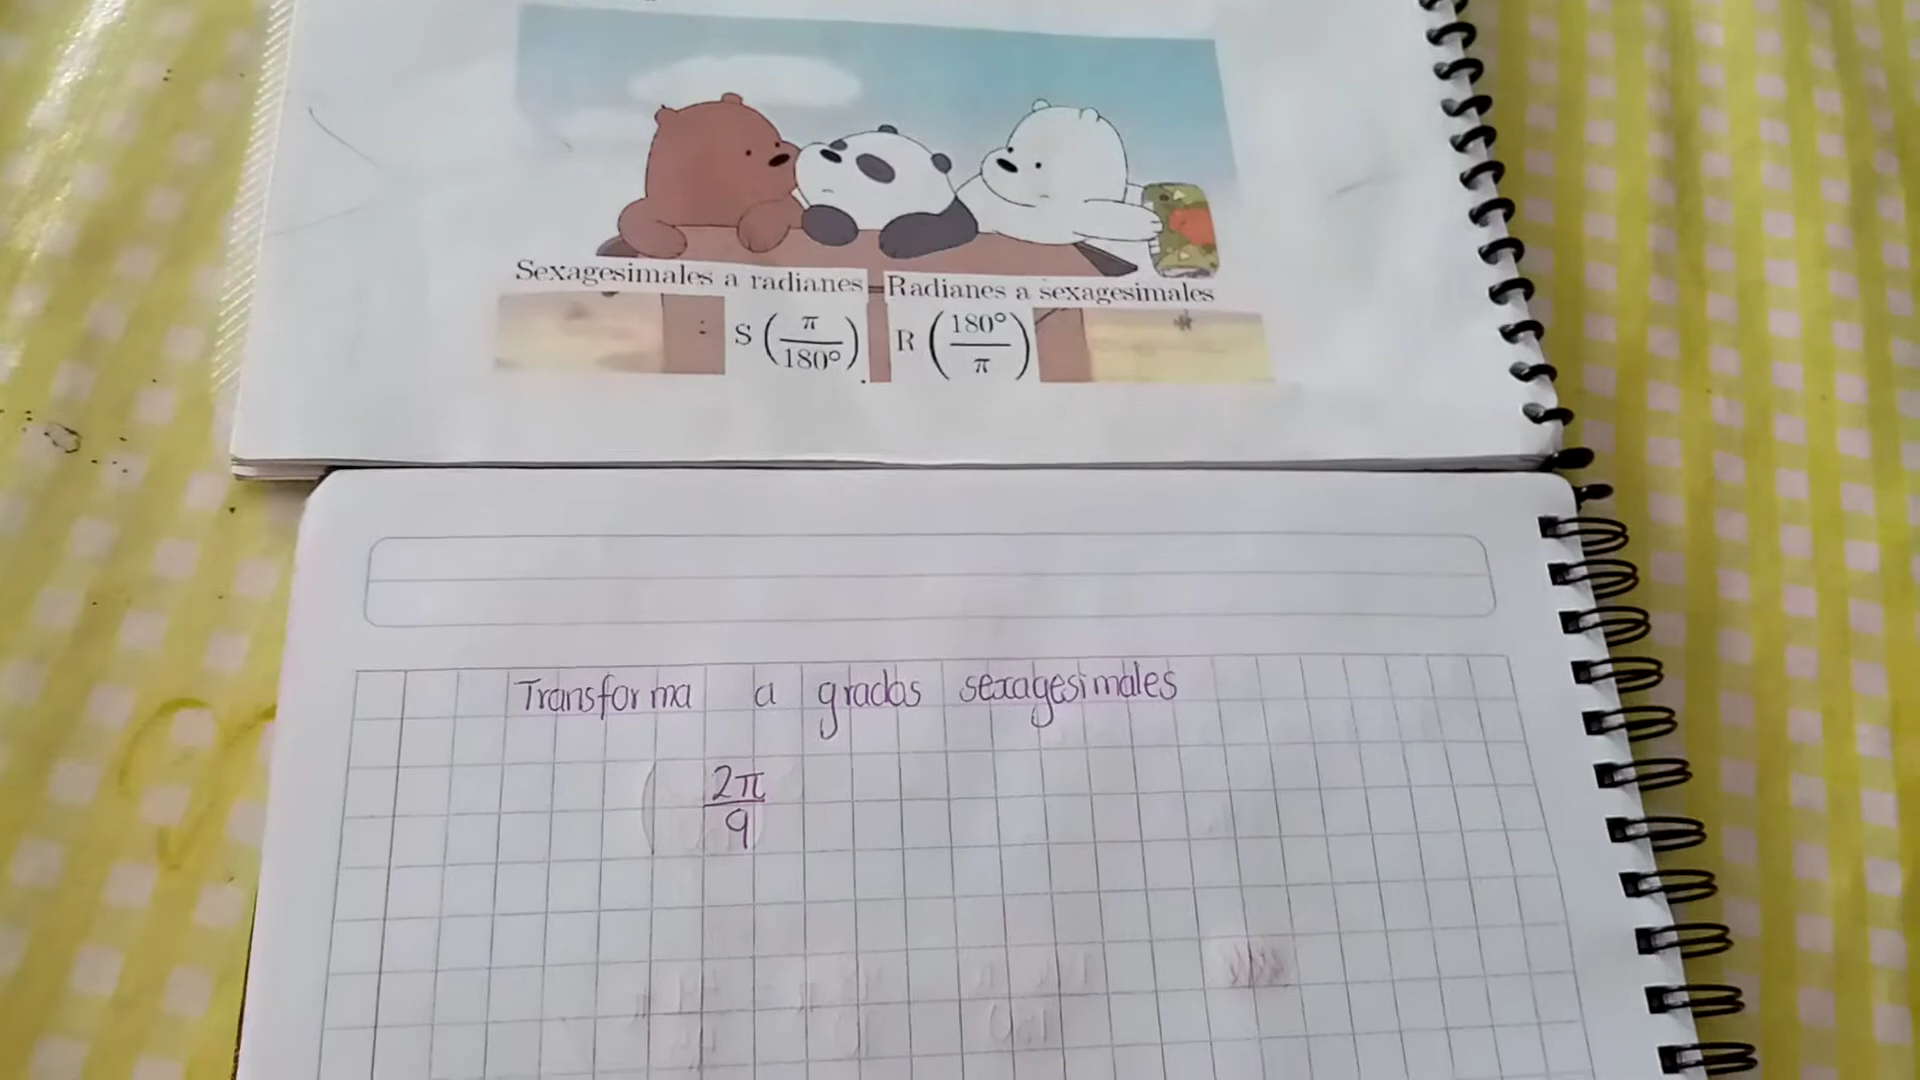 Sexagesimales a radianes Radianes a sexagesimales
S (π/180°) R (180°/π)
Transforma a grados sexagesimales
2π
9